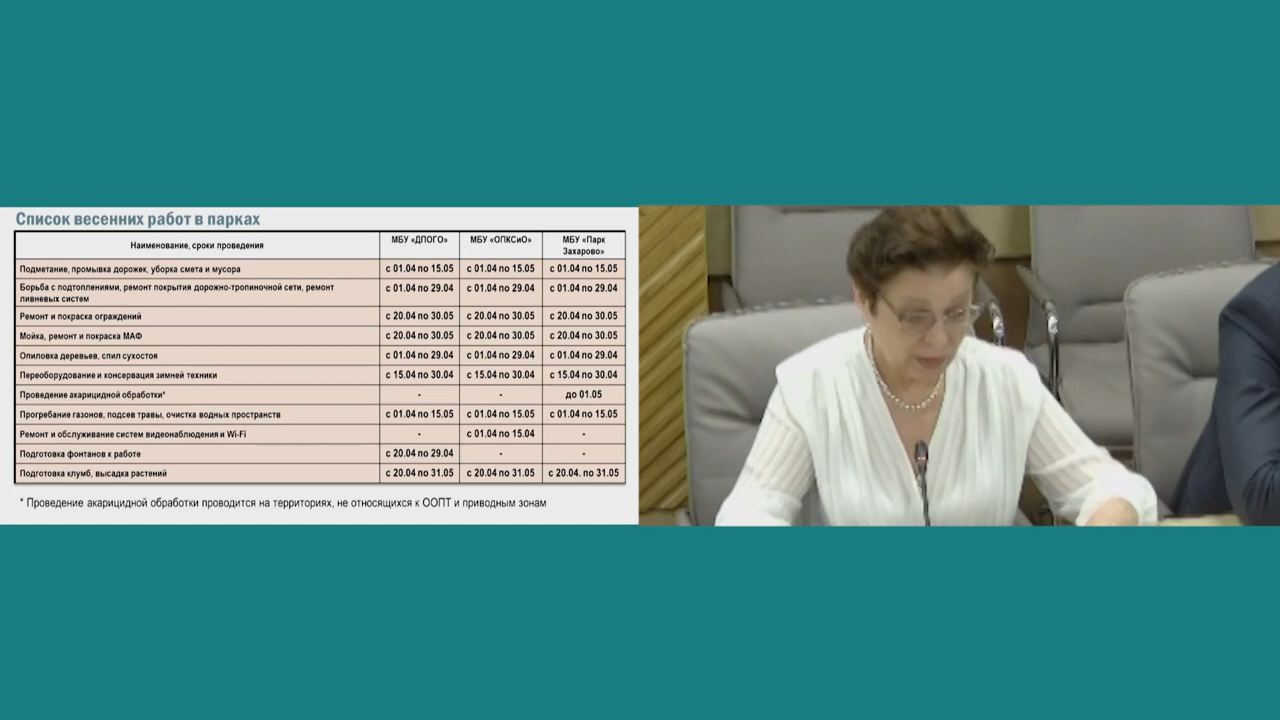 Список весенних работ в парках
Наименование, сроки проведения
МБУ «ДПОГО»
МБУ «ОПКСиО»
МБУ «Парк
Захарово»
Подметание, промывка дорожек, уборка смета и мусора
с 01.04 по 15.05
с 01.04 по 15.05
с 01.04 по 15.05
Борьба с подтоплениями, ремонт покрытия дорожно-тропиночной сети, ремонт
ливневых систем
с 01.04 по 29.04
с 01.04 по 29.04
с 01.04 по 29.04
Ремонт и покраска ограждений
с 20.04 по 30.05
с 20.04 по 30.05
с 20.04 по 30.05
Мойка, ремонт и покраска МАФ
с 20.04 по 30.05
с 20.04 по 30.05
с 20.04 по 30.05
Опиловка деревьев, спил сухостоя
с 01.04 по 29.04
с 01.04 по 29.04
с 01.04 по 29.04
Переоборудование и консервация зимней техники
с 15.04 по 30.04
с 15.04 по 30.04
с 15.04 по 30.04
Проведение акарицидной обработки*
-
-
до 01.05
Прогребание газонов, подсев травы, очистка водных пространств
с 01.04 по 15.05
с 01.04 по 15.05
с 01.04 по 15.05
Ремонт и обслуживание систем видеонаблюдения и Wi-Fi
-
с 01.04 по 15.04
-
Подготовка фонтанов к работе
с 20.04 по 29.04
-
-
Подготовка клумб, высадка растений
с 20.04 по 31.05
с 20.04 по 31.05
с 20.04. по 31.05
* Проведение акарицидной обработки проводится на территориях, не относящихся к ООПТ и приводным зонам